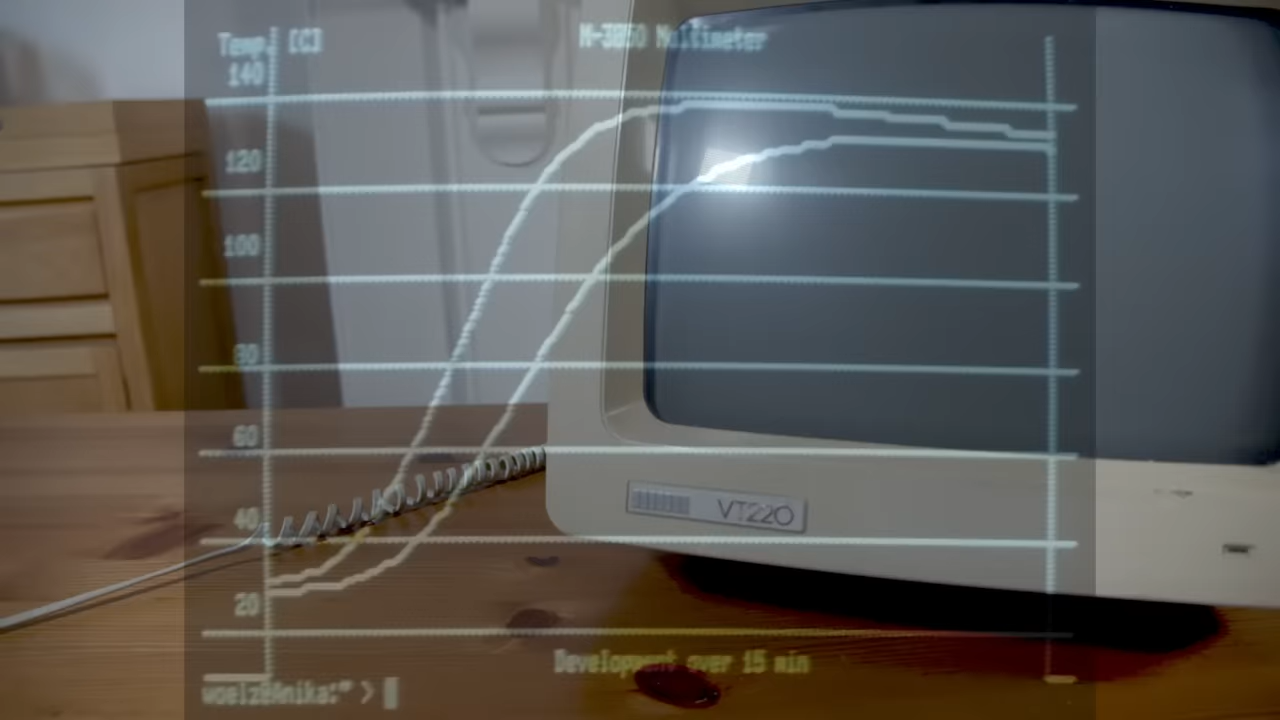 Temp. [C]
M-3850 Multimeter
140
120
100
80
60
40
20
Development over 15 min
woelz@Anika:~ >
VT220